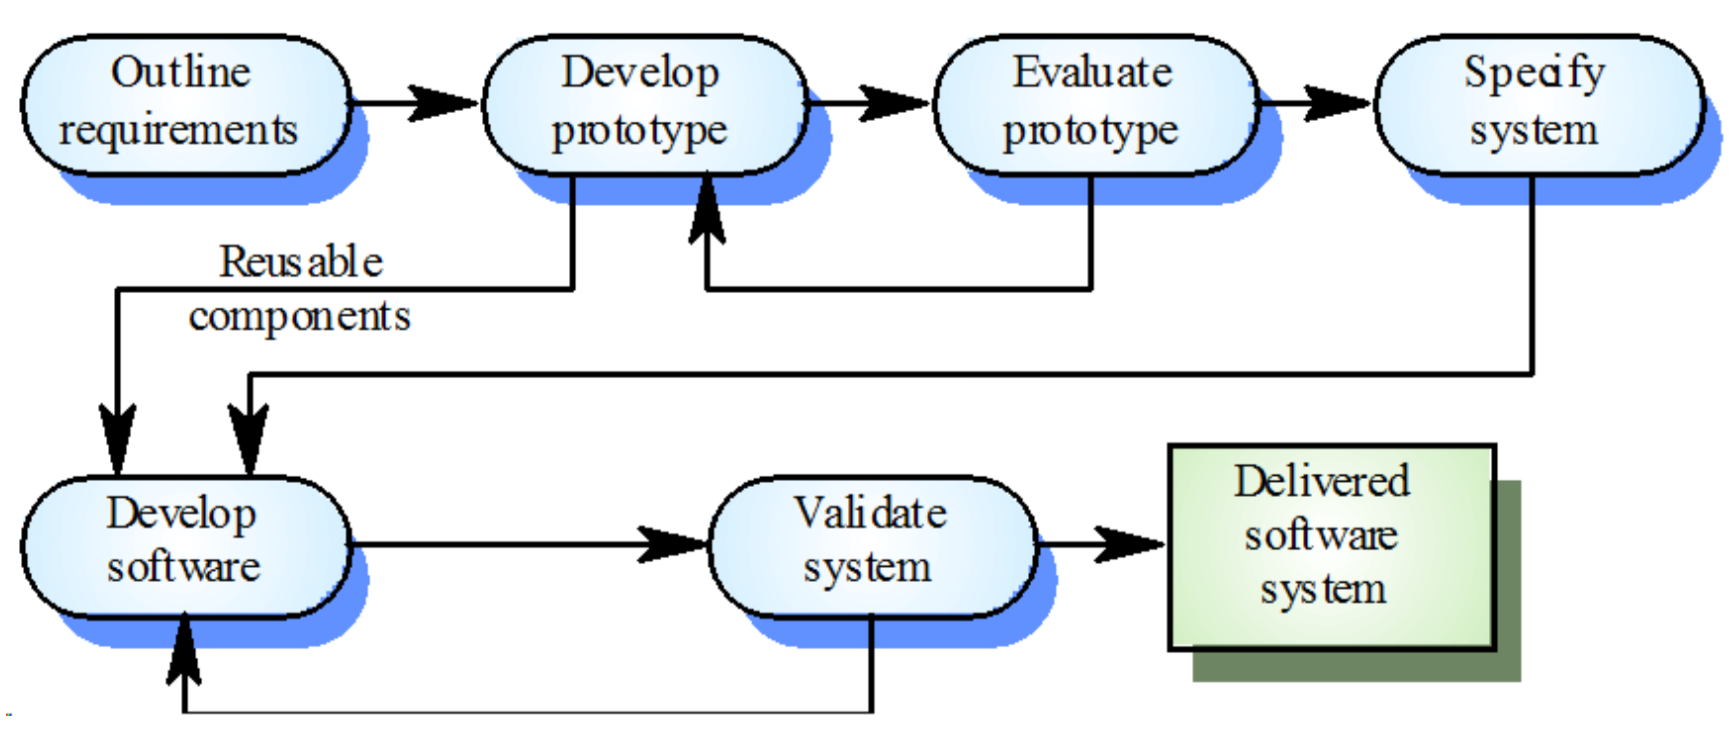 Outline
requirements
Develop
prototype
Evaluate
prototype
Specify
system
Reusable
components
Develop
software
Validate
system
Delivered
software
system